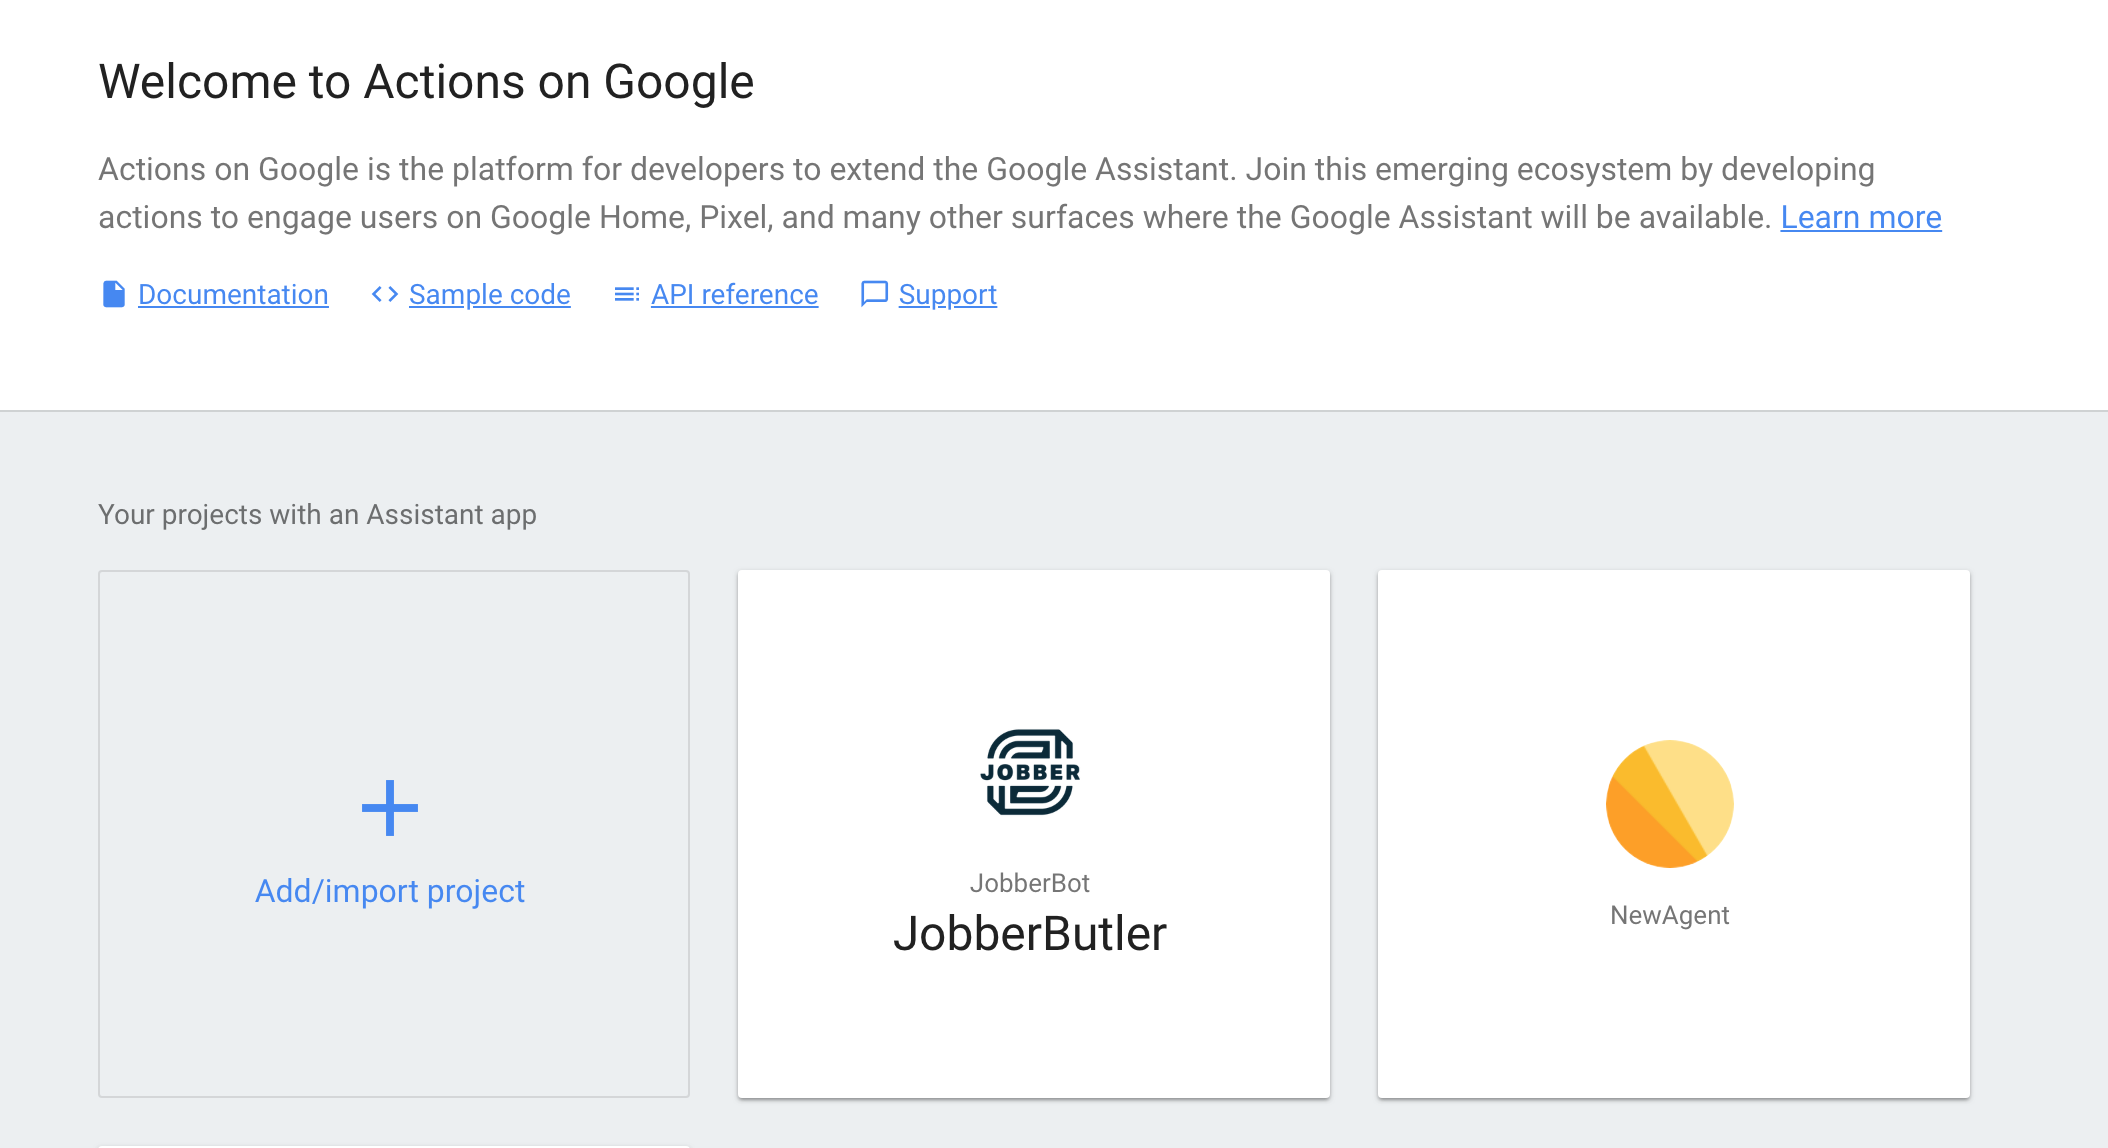 Welcome to Actions on Google
Actions on Google is the platform for developers to extend the Google Assistant. Join this emerging ecosystem by developing
actions to engage users on Google Home, Pixel, and many other surfaces where the Google Assistant will be available. Learn more
Documentation Sample code API reference Support
Your projects with an Assistant app
Add/import project
JOBBER
JobberBot
JobberButler
NewAgent